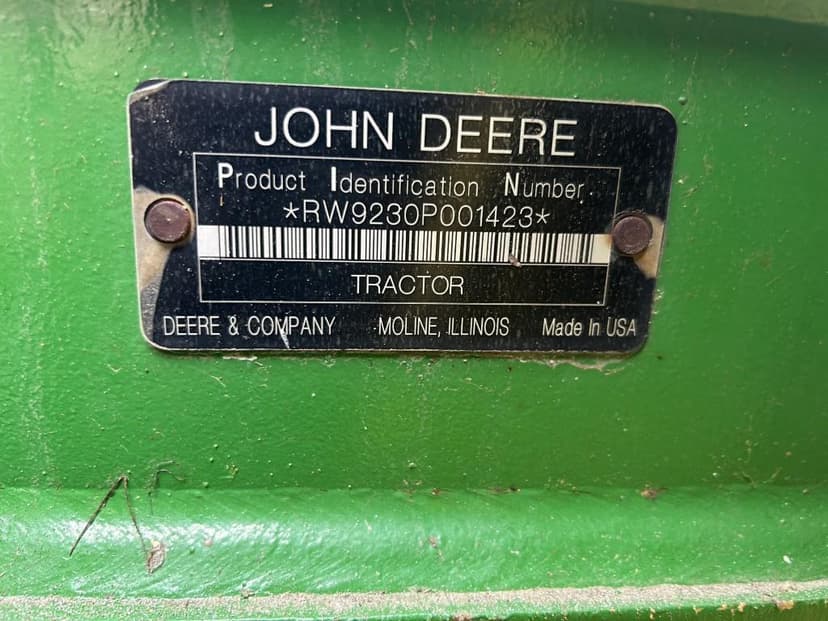 JOHN DEERE
Product Identification Number
*RW9230P001423*
TRACTOR
DEERE & COMPANY MOLINE, ILLINOIS Made In USA